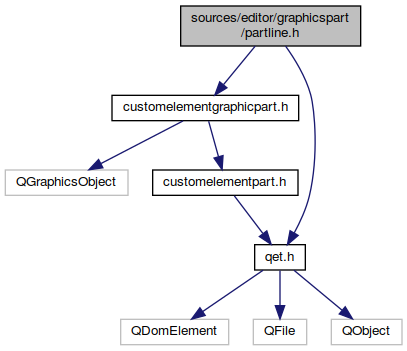 sources/editor/graphicspart
/partline.h
customelementgraphicpart.h
QGraphicsObject
customelementpart.h
qet.h
QDomElement
QFile
QObject